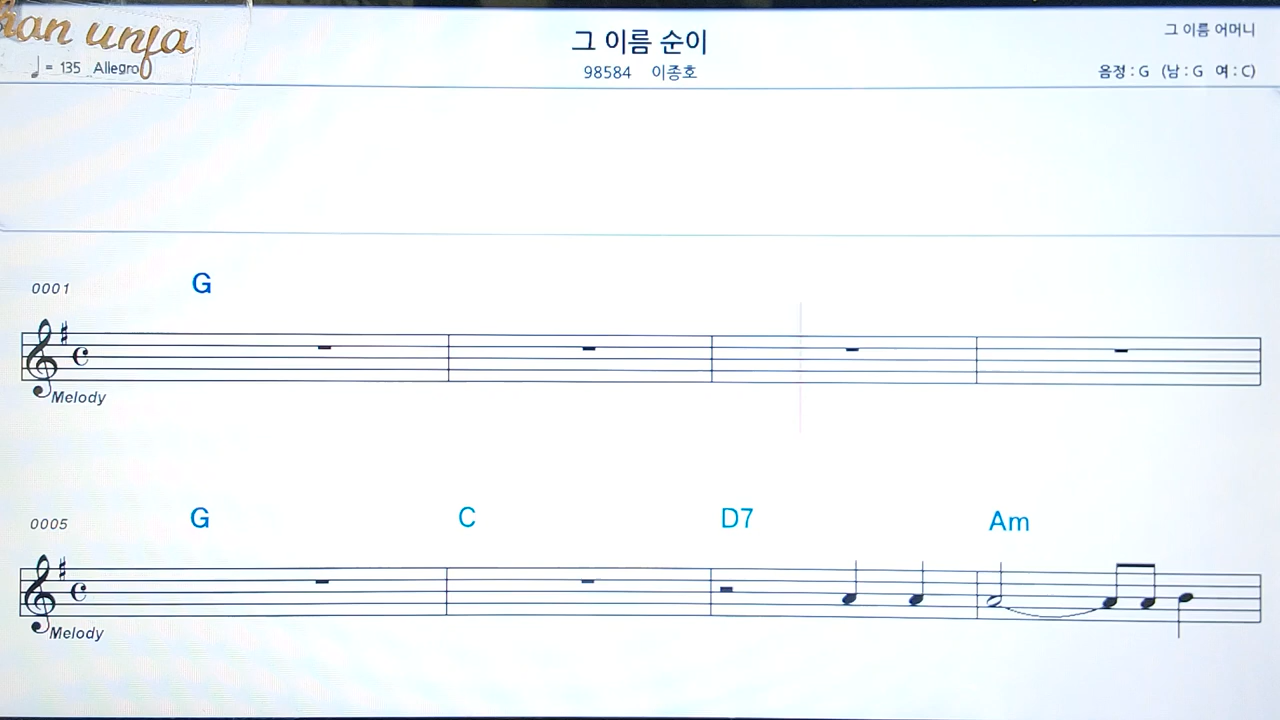 han unfa
그 이름 순이
그 이름 어머니
♩= 135 Allegro
98584 이종호
음정 : G (남 : G 여 : C)
0001 G
Melody
0005 G C D7 Am
Melody